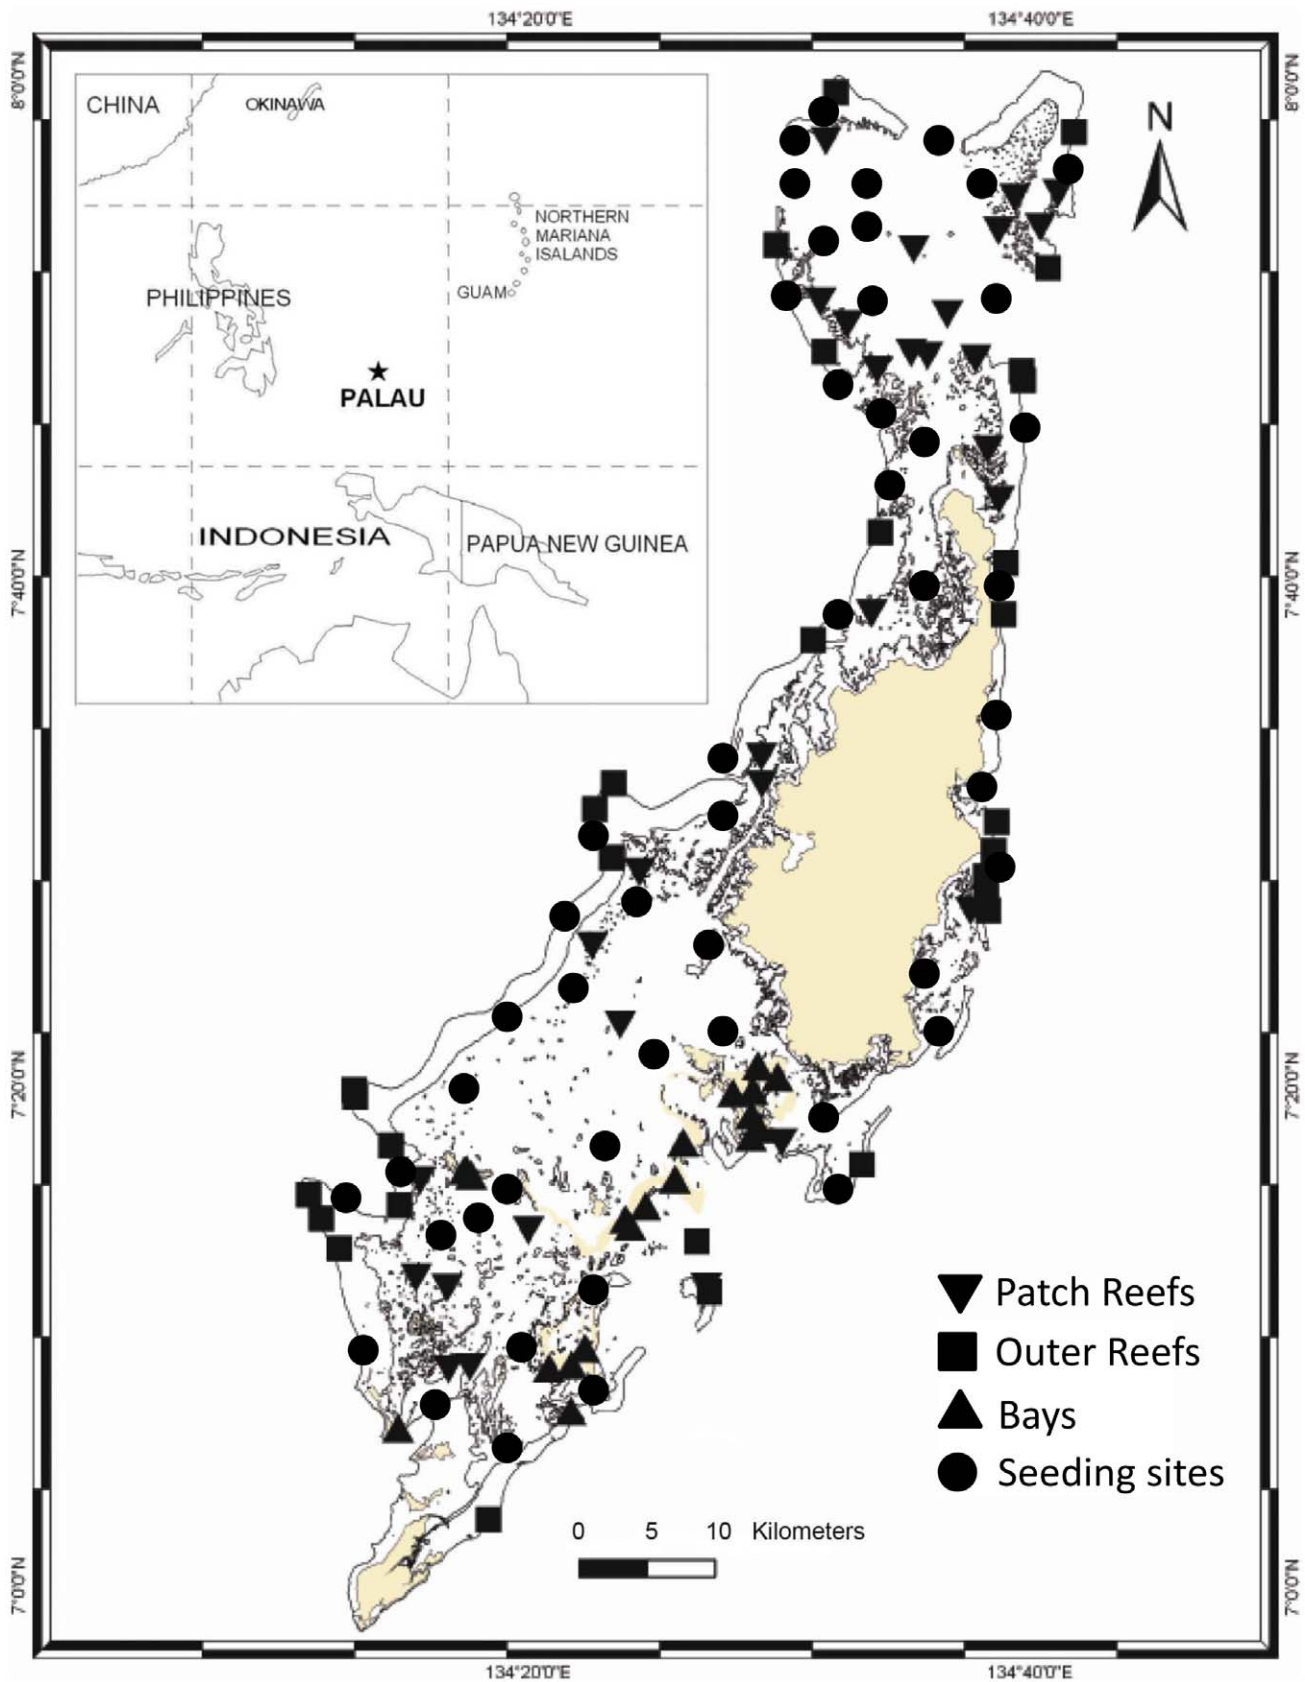 134°20'0"E
134°40'0"E
8°0'0"N
8°0'0"N
CHINA
OKINAWA
N
NORTHERN
MARIANA
ISALANDS
GUAM
PHILIPPINES
PALAU
INDONESIA
PAPUA NEW GUINEA
7°40'0"N
7°40'0"N
7°20'0"N
7°20'0"N
Patch Reefs
Outer Reefs
Bays
Seeding sites
0 5 10 Kilometers
7°0'0"N
7°0'0"N
134°20'0"E
134°40'0"E